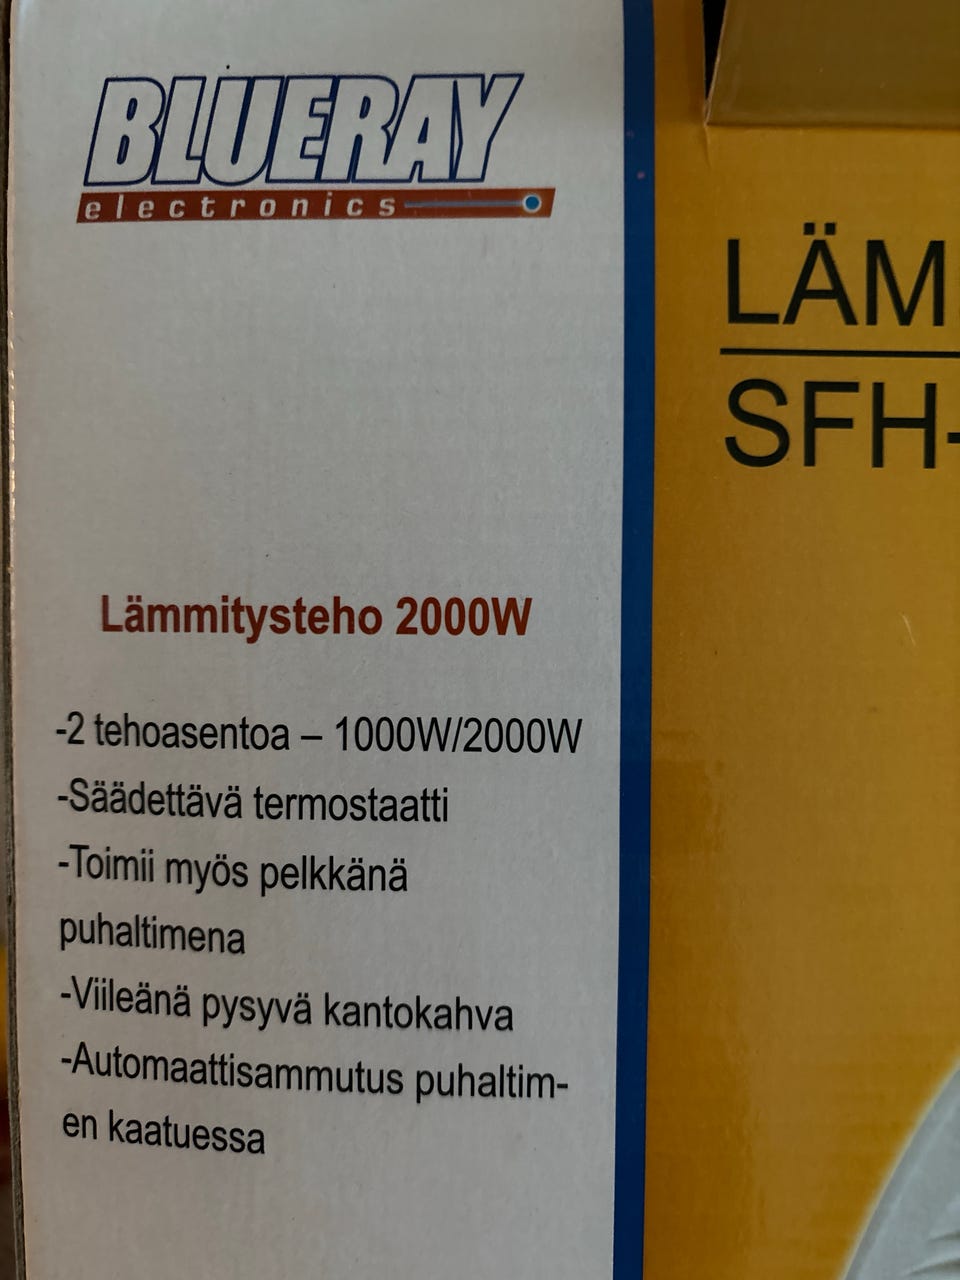 BLUERAY
electronics
Lämmitysteho 2000W
-2 tehoasentoa – 1000W/2000W
-Säädettävä termostaatti
-Toimii myös pelkkänä
puhaltimena
-Viileänä pysyvä kantokahva
-Automaattisammutus puhaltim-
en kaatuessa
LÄM
SFH-